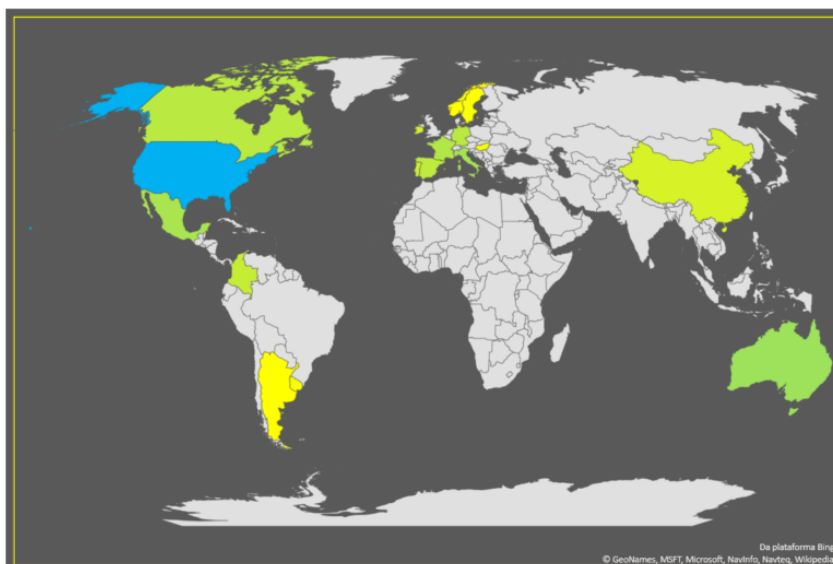 Da plataforma Bing
© GeoNames, MSFT, Microsoft, NavInfo, Navteq, Wikipedia